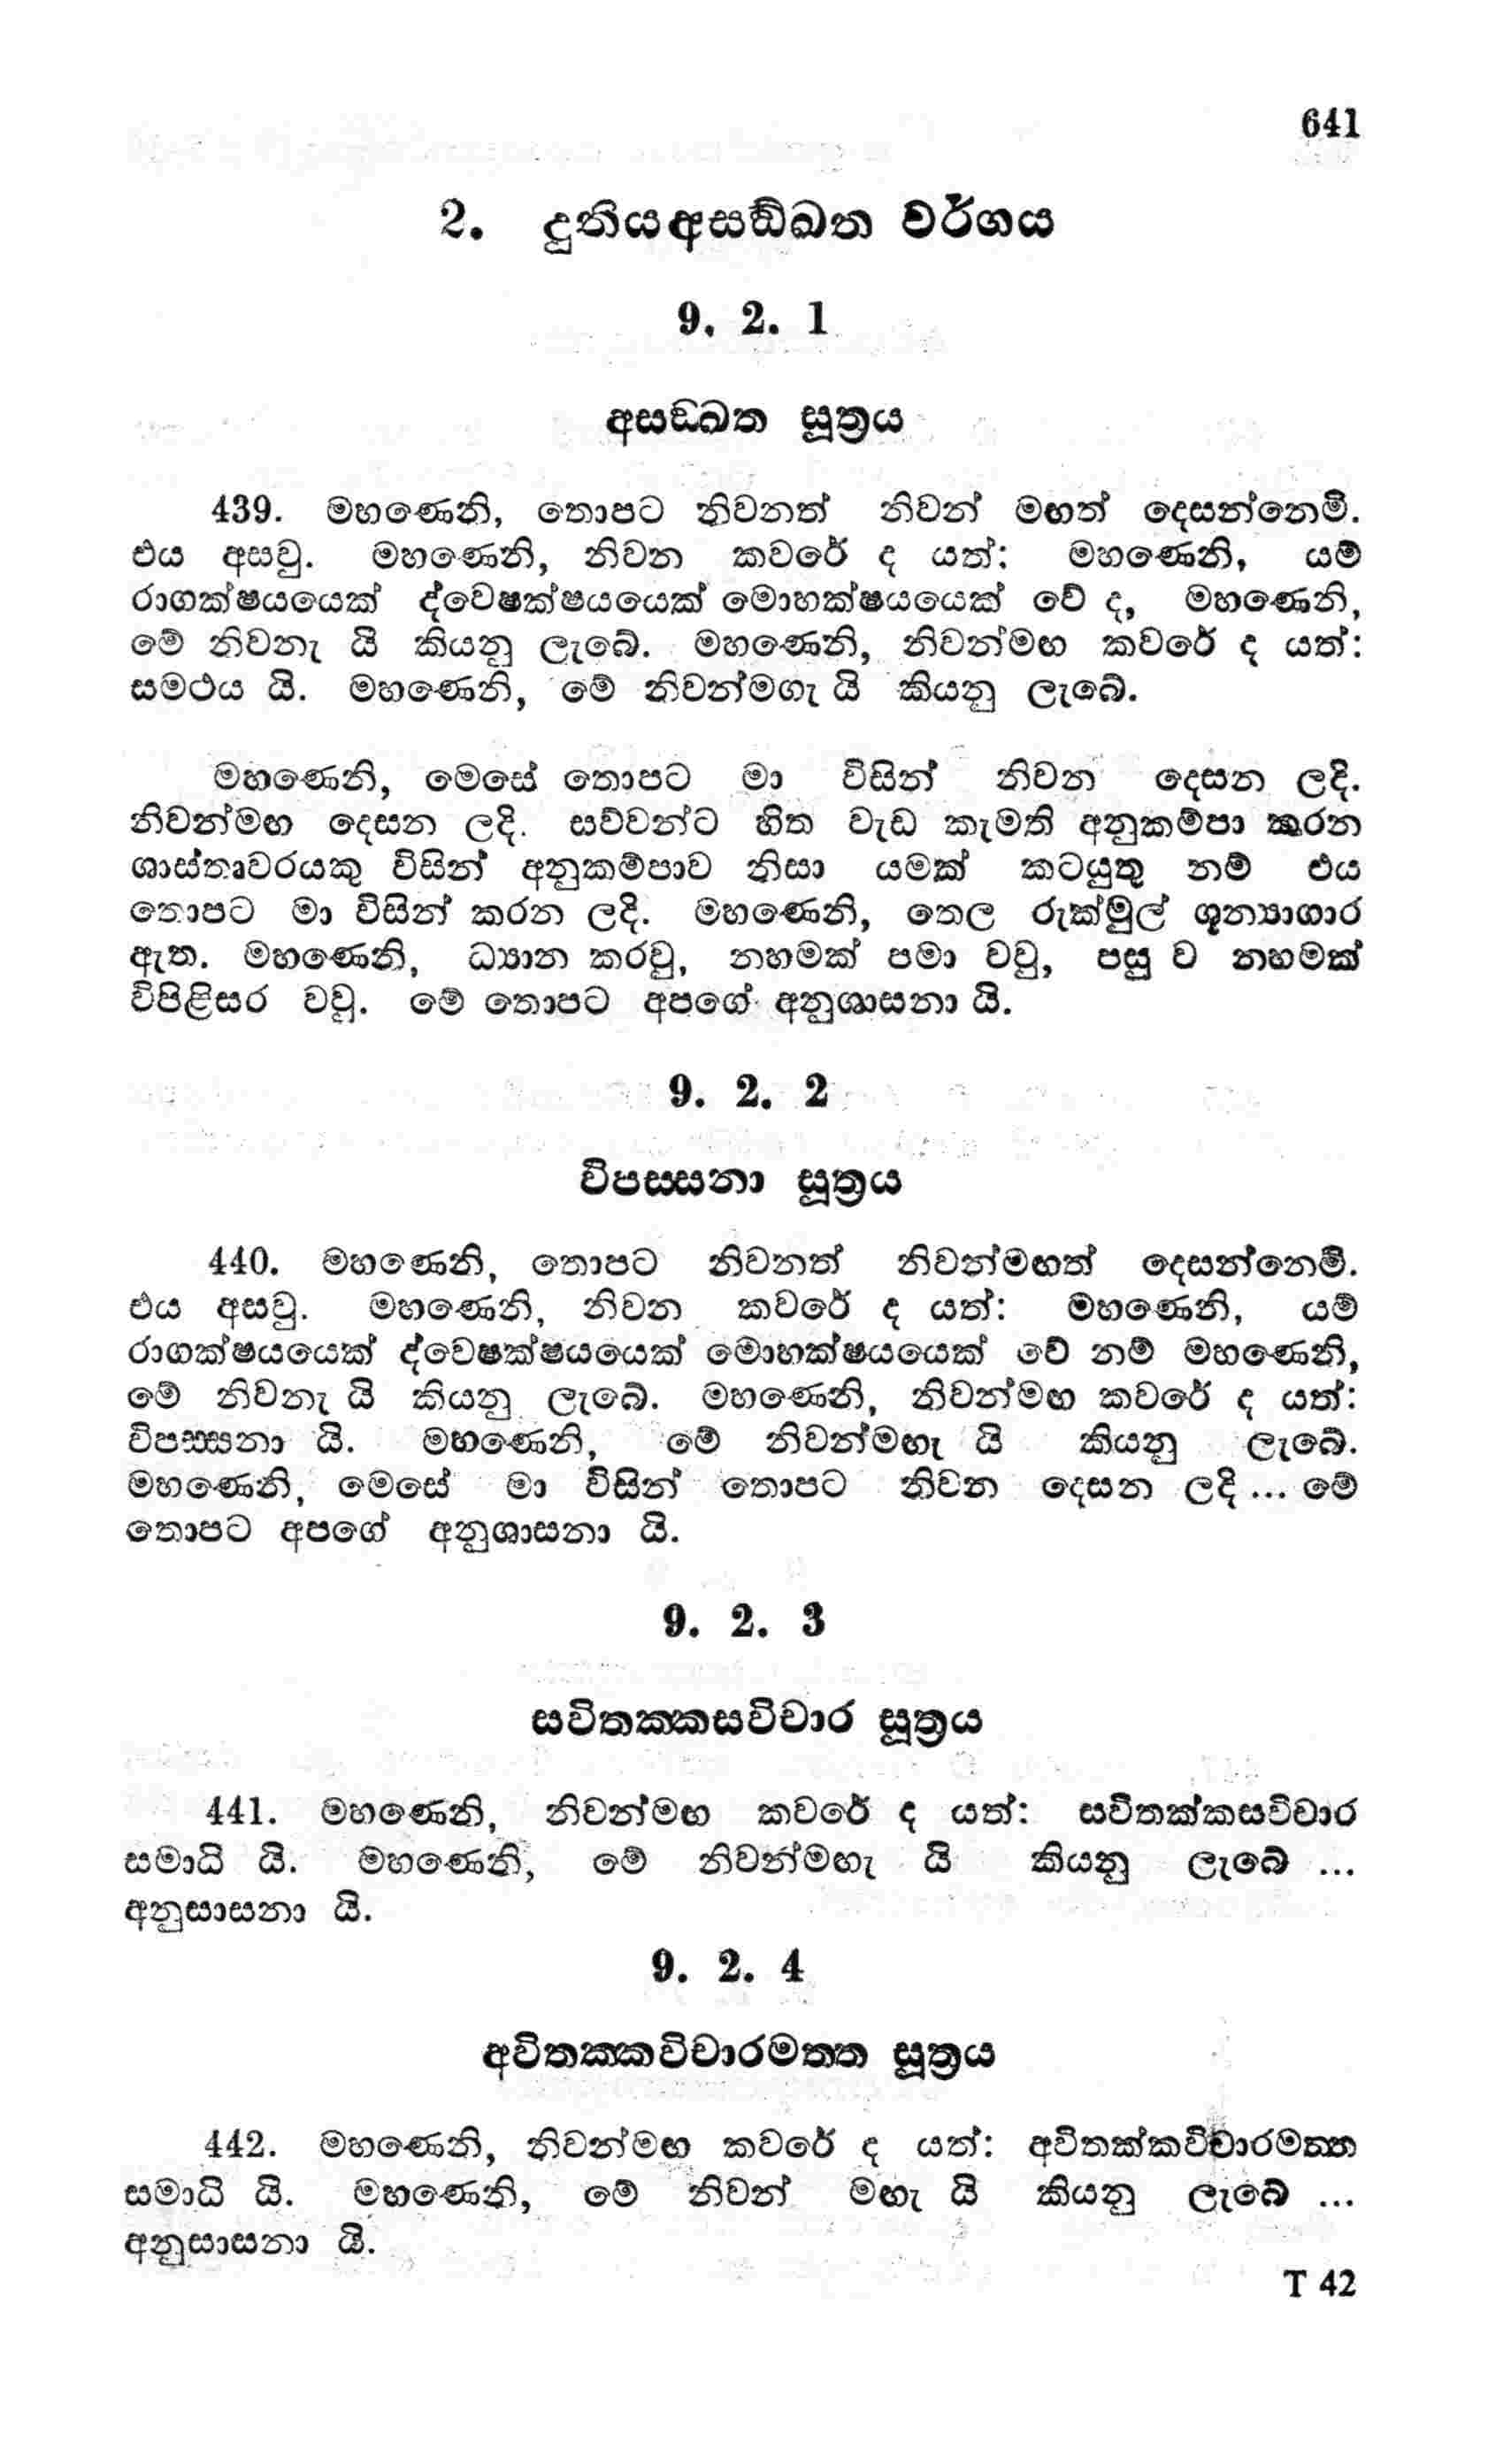 641
2. දුතියඅසඞ්ඛත වර්ගය
9. 2. 1
අසඞ්ඛත සූත්‍රය
439. මහණෙනි, තොපට නිවනත් නිවන් මඟත් දෙසන්නෙමි.
එය අසවු. මහණෙනි, නිවන කවරේ ද යත්: මහණෙනි, යම්
රාගක්ෂයයෙක් ද්වෙෂක්ෂයයෙක් මොහක්ෂයයෙක් වේ ද, මහණෙනි,
මේ නිවනැ යි කියනු ලැබේ. මහණෙනි, නිවන්මඟ කවරේ ද යත්:
සමථය යි. මහණෙනි, මේ නිවන්මගැ යි කියනු ලැබේ.
මහණෙනි, මෙසේ තොපට මා විසින් නිවන දෙසන ලදි.
නිවන්මඟ දෙසන ලදි. සව්වන්ට හිත වැඩ කැමති අනුකම්පා කරන
ශාස්තෘවරයකු විසින් අනුකම්පාව නිසා යමක් කටයුතු නම් එය
තොපට මා විසින් කරන ලදි. මහණෙනි, තෙල රුක්මුල් ශූන්‍යාගාර
ඇත. මහණෙනි, ධ්‍යාන කරවු, නහමක් පමා වවු, පසු ව නහමක්
විපිළිසර වවූ. මේ තොපට අපගේ අනුශාසනා යි.
9. 2. 2
විපස්සනා සූත්‍රය
440. මහණෙනි, තොපට නිවනත් නිවන්මඟත් දෙසන්නෙමි.
එය අසවු. මහණෙනි, නිවන කවරේ ද යත්: මහණෙනි, යම්
රාගක්ෂයයෙක් ද්වෙෂක්ෂයයෙක් මොහක්ෂයයෙක් වේ නම් මහණෙනි,
මේ නිවනැ යි කියනු ලැබේ. මහණෙනි, නිවන්මඟ කවරේ ද යත්:
විපස්සනා යි. මහණෙනි, මේ නිවන්මඟැ යි කියනු ලැබේ.
මහණෙනි, මෙසේ මා විසින් තොපට නිවන දෙසන ලදි ... මේ
තොපට අපගේ අනුශාසනා යි.
9. 2. 3
සවිතක්කසවිචාර සූත්‍රය
441. මහණෙනි, නිවන්මඟ කවරේ ද යත්: සවිතක්කසවිචාර
සමාධි යි. මහණෙනි, මේ නිවන්මඟැ යි කියනු ලැබේ ...
අනුසාසනා යි.
9. 2. 4
අවිතක්කවිචාරමත්ත සූත්‍රය
442. මහණෙනි, නිවන්මඟ කවරේ ද යත්: අවිතක්කවිචාරමත්ත
සමාධි යි. මහණෙනි, මේ නිවන් මඟැ යි කියනු ලැබේ ...
අනුසාසනා යි.
T 42